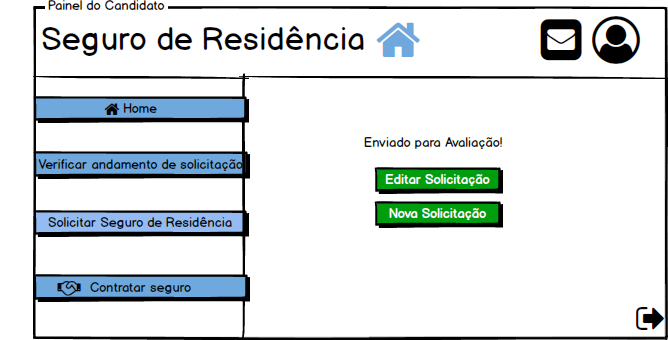 Painel do Candidato
Seguro de Residência
Home
Verificar andamento de solicitação
Solicitar Seguro de Residência
Contratar seguro
Enviado para Avaliação!
Editar Solicitação
Nova Solicitação